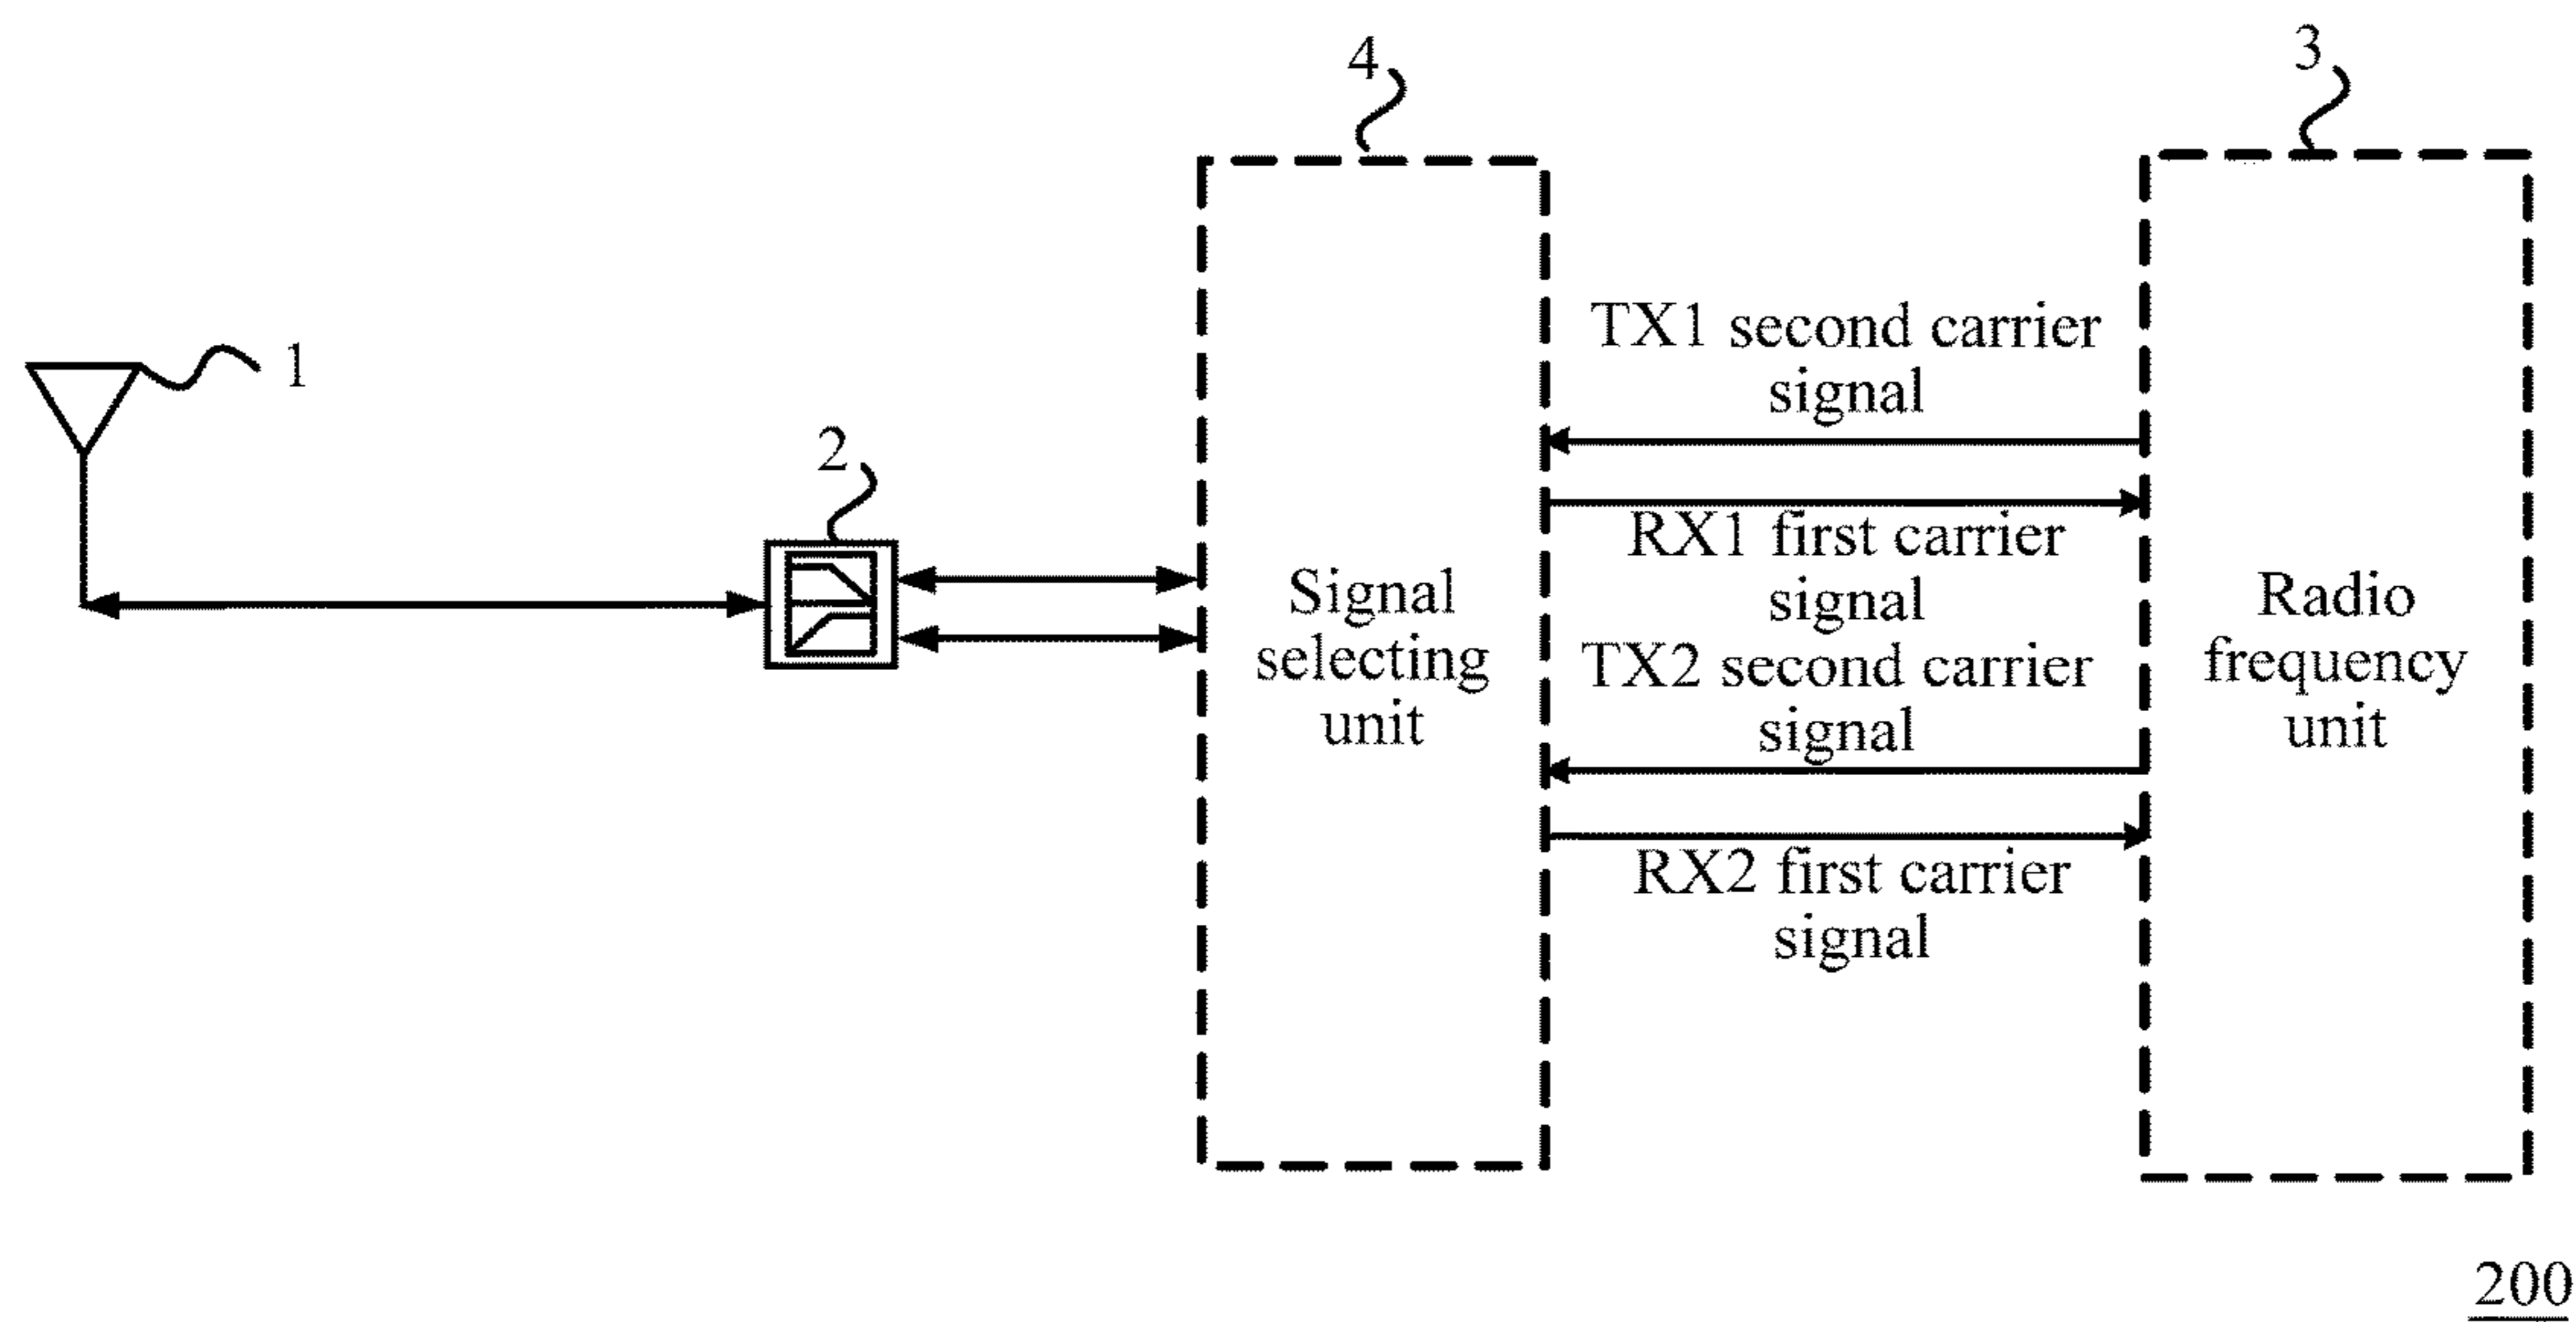 4
3
1
2
TX1 second carrier
signal
RX1 first carrier
signal
TX2 second carrier
signal
RX2 first carrier
signal
Signal
selecting
unit
Radio
frequency
unit
200